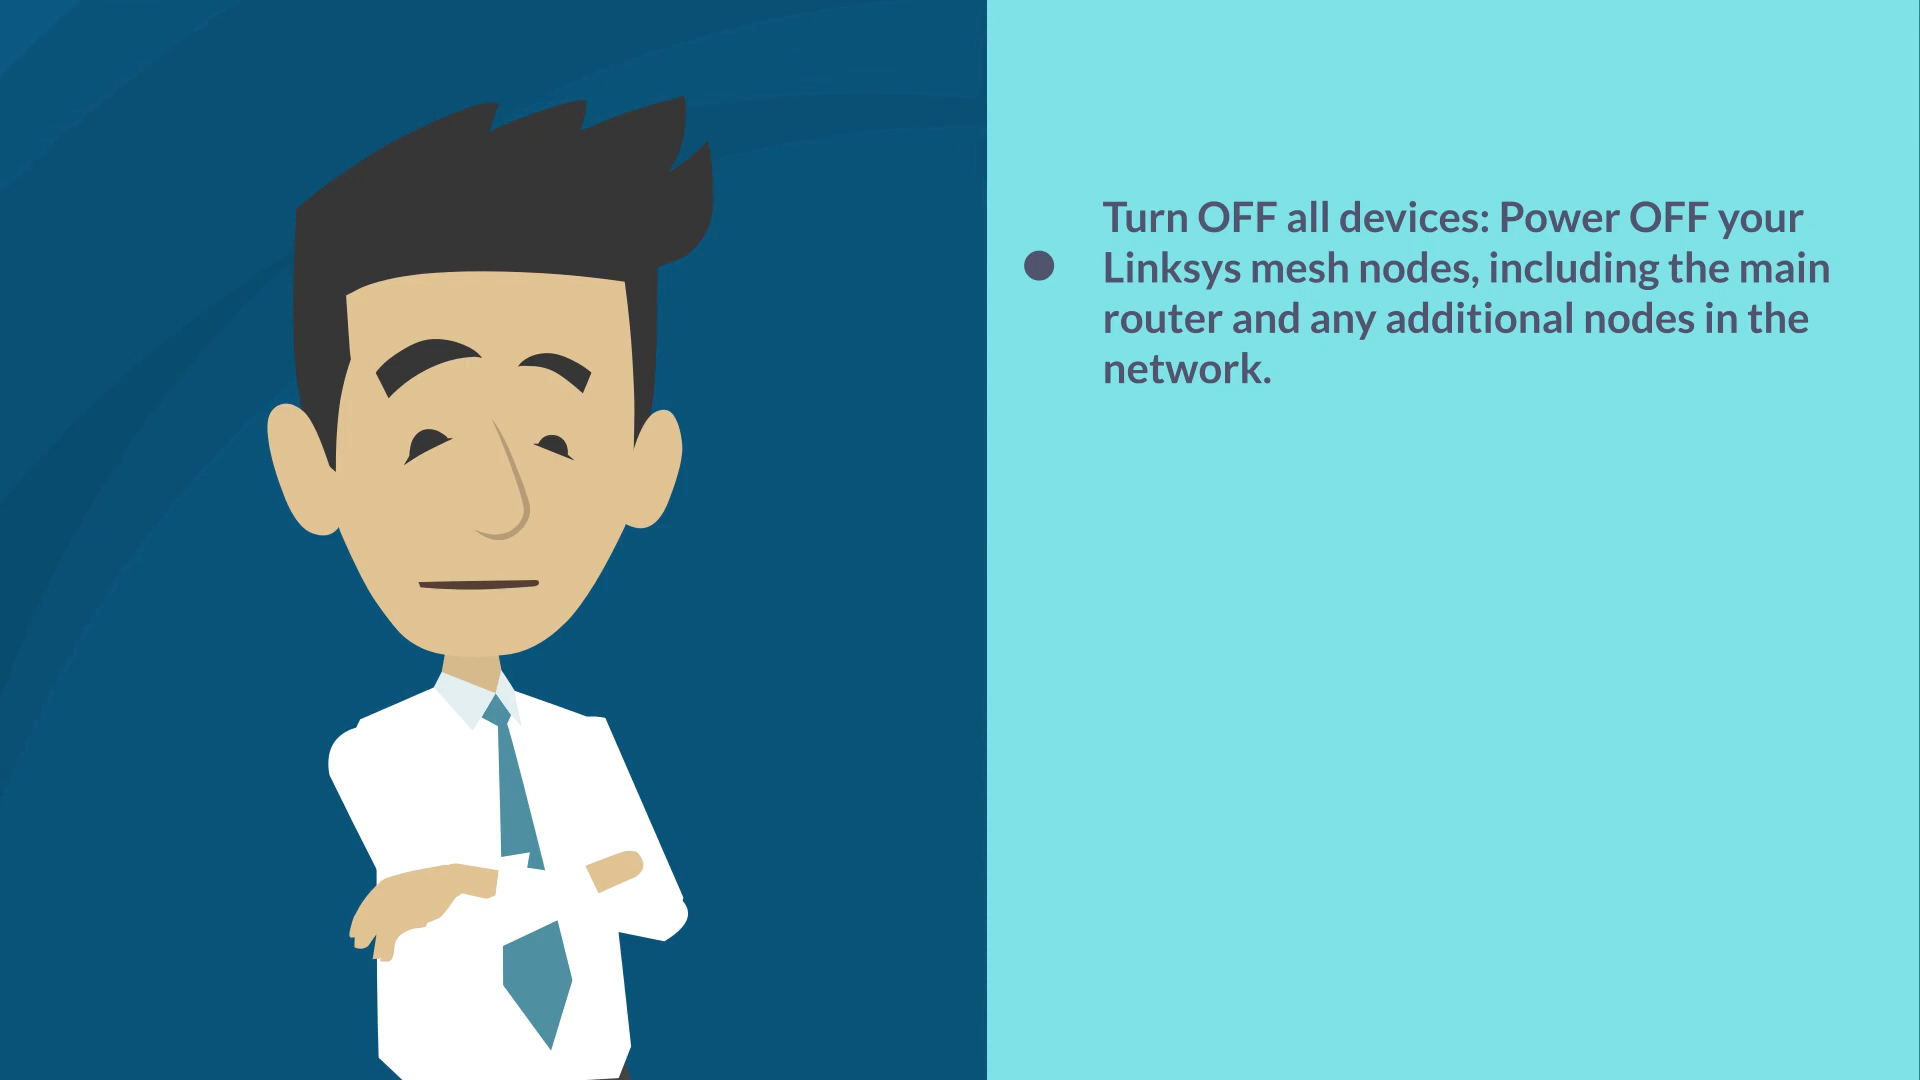 Turn OFF all devices: Power OFF your
Linksys mesh nodes, including the main
router and any additional nodes in the
network.